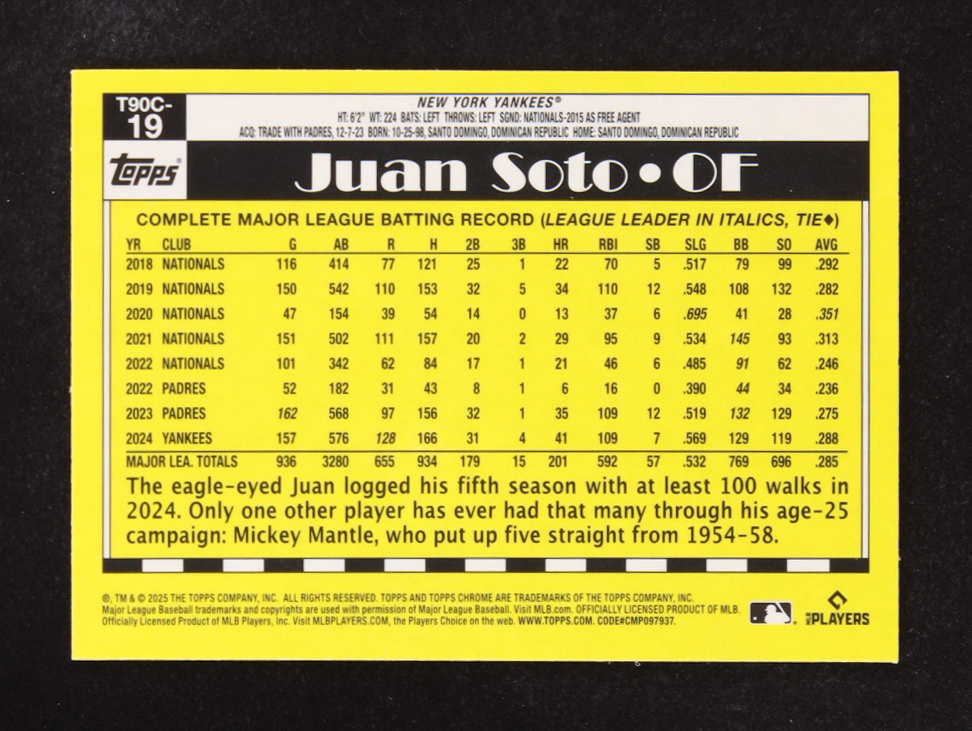 T90C-
19
NEW YORK YANKEES®
HT: 6'2" WT: 224 BATS: LEFT THROWS: LEFT SGND: NATIONALS-2015 AS FREE AGENT
ACQ: TRADE WITH PADRES, 12-7-23 BORN: 10-25-98, SANTO DOMINGO, DOMINICAN REPUBLIC HOME: SANTO DOMINGO, DOMINICAN REPUBLIC
Topps®
Juan Soto • OF
COMPLETE MAJOR LEAGUE BATTING RECORD (LEAGUE LEADER IN ITALICS, TIE♦)
YR CLUB G AB R H 2B 3B HR RBI SB SLG BB SO AVG
2018 NATIONALS 116 414 77 121 25 1 22 70 5 .517 79 99 .292
2019 NATIONALS 150 542 110 153 32 5 34 110 12 .548 108 132 .282
2020 NATIONALS 47 154 39 54 14 0 13 37 6 .695 41 28 .351
2021 NATIONALS 151 502 111 157 20 2 29 95 9 .534 145 93 .313
2022 NATIONALS 101 342 62 84 17 1 21 46 6 .485 91 62 .246
2022 PADRES 52 182 31 43 8 1 6 16 0 .390 44 34 .236
2023 PADRES 162 568 97 156 32 1 35 109 12 .519 132 129 .275
2024 YANKEES 157 576 128 166 31 4 41 109 7 .569 129 119 .288
MAJOR LEA. TOTALS 936 3280 655 934 179 15 201 592 57 .532 769 696 .285
The eagle-eyed Juan logged his fifth season with at least 100 walks in
2024. Only one other player has ever had that many through his age-25
campaign: Mickey Mantle, who put up five straight from 1954-58.
®, TM & © 2025 THE TOPPS COMPANY, INC. ALL RIGHTS RESERVED. TOPPS AND TOPPS CHROME ARE TRADEMARKS OF THE TOPPS COMPANY, INC.
Major League Baseball trademarks and copyrights are used with permission of Major League Baseball. Visit MLB.com. OFFICIALLY LICENSED PRODUCT OF MLB.
Officially Licensed Product of MLB Players, Inc. Visit MLBPLAYERS.COM, the Players Choice on the web. WWW.TOPPS.COM. CODE#CMP097937.
MLB PLAYERS